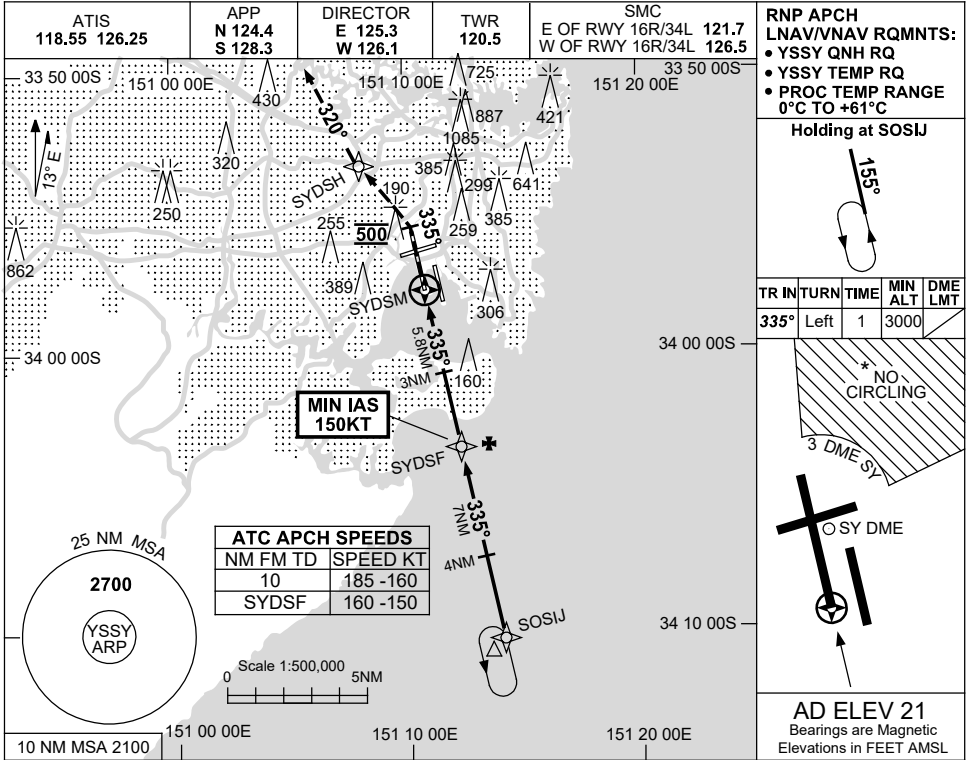 ATIS
118.55 126.25
APP
N 124.4
S 128.3
DIRECTOR
E 125.3
W 126.1
TWR
120.5
SMC
E OF RWY 16R/34L 121.7
W OF RWY 16R/34L 126.5
RNP APCH
LNAV/VNAV RQMNTS:
• YSSY QNH RQ
• YSSY TEMP RQ
• PROC TEMP RANGE
0°C TO +61°C
33 50 00S
151 00 00E
151 10 00E
151 20 00E
33 50 00S
13° E
430
320
250
862
725
887
1085
421
385
299
641
385
259
190
255
389
306
160
320°
SYDSH
500
335°
SYDSM
335°
5.8NM
3NM
34 00 00S
34 00 00S
MIN IAS
150KT
SYDSF
335°
7NM
4NM
SOSIJ
34 10 00S
ATC APCH SPEEDS
NM FM TD SPEED KT
10 185 -160
SYDSF 160 -150
25 NM MSA
2700
YSSY
ARP
10 NM MSA 2100
Scale 1:500,000
0 5NM
151 00 00E
151 10 00E
151 20 00E
Holding at SOSIJ
155°
TR IN TURN TIME MIN ALT DME LMT
335° Left 1 3000
* NO
CIRCLING
3 DME SY
SY DME
AD ELEV 21
Bearings are Magnetic
Elevations in FEET AMSL